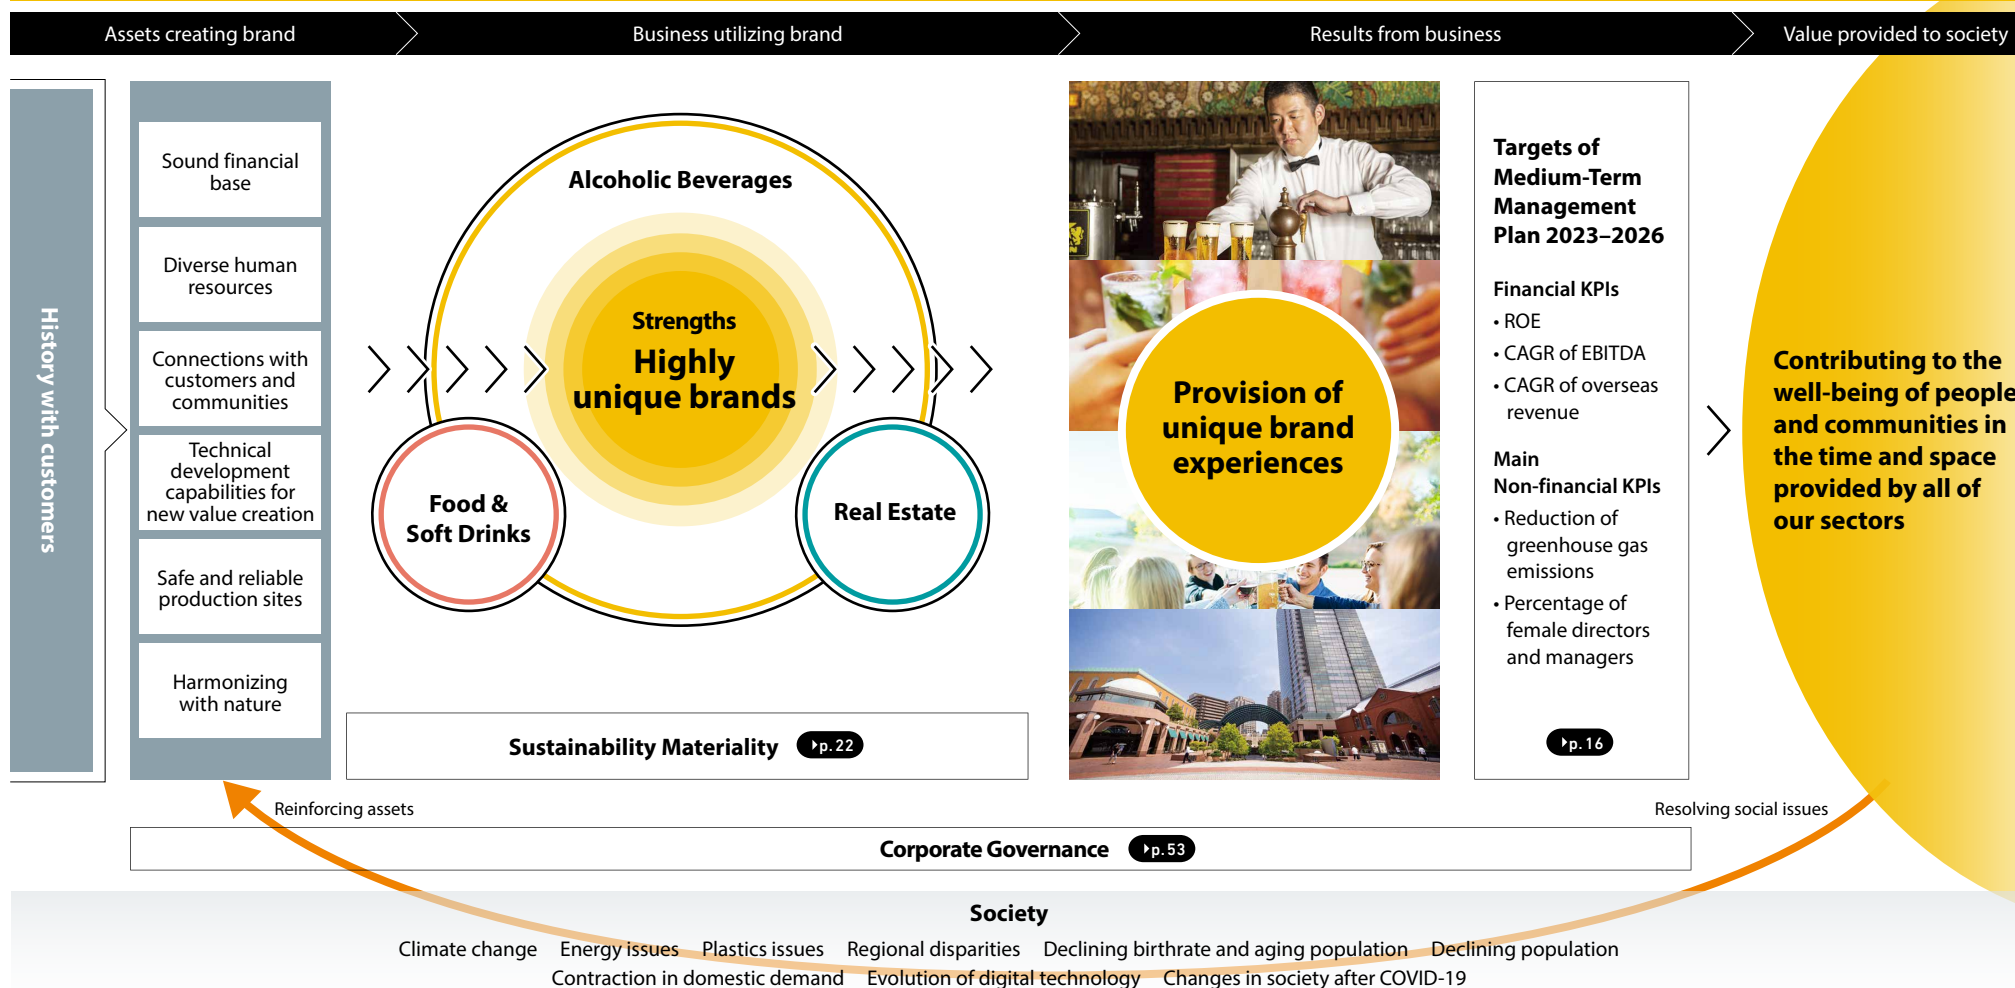 Assets creating brand
Business utilizing brand
Results from business
Value provided to society
History with customers
Sound financial
base
Diverse human
resources
Connections with
customers and
communities
Technical
development
capabilities for
new value creation
Safe and reliable
production sites
Harmonizing
with nature
Alcoholic Beverages
Strengths
Highly
unique brands
Food &
Soft Drinks
Real Estate
Sustainability Materiality p.22
Provision of
unique brand
experiences
Targets of
Medium-Term
Management
Plan 2023–2026
Financial KPIs
• ROE
• CAGR of EBITDA
• CAGR of overseas
revenue
Main
Non-financial KPIs
• Reduction of
greenhouse gas
emissions
• Percentage of
female directors
and managers
p.16
Contributing to the
well-being of people
and communities in
the time and space
provided by all of
our sectors
Reinforcing assets
Resolving social issues
Corporate Governance p.53
Society
Climate change Energy issues Plastics issues Regional disparities Declining birthrate and aging population Declining population
Contraction in domestic demand Evolution of digital technology Changes in society after COVID-19